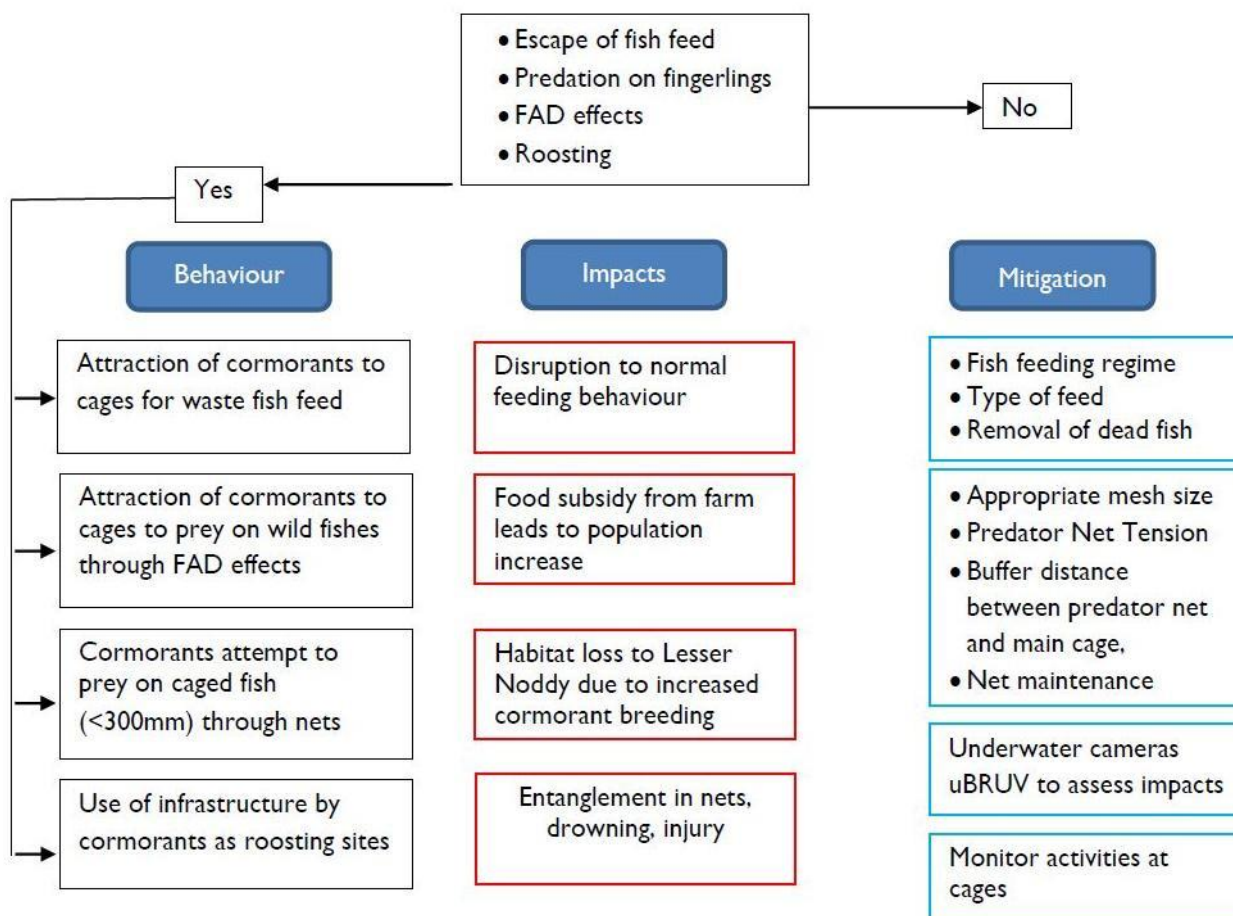 • Escape of fish feed
• Predation on fingerlings
• FAD effects
• Roosting
No
Yes
Behaviour
Impacts
Mitigation
Attraction of cormorants to
cages for waste fish feed
Disruption to normal
feeding behaviour
• Fish feeding regime
• Type of feed
• Removal of dead fish
Attraction of cormorants to
cages to prey on wild fishes
through FAD effects
Food subsidy from farm
leads to population
increase
• Appropriate mesh size
• Predator Net Tension
• Buffer distance
between predator net
and main cage,
• Net maintenance
Cormorants attempt to
prey on caged fish
(<300mm) through nets
Habitat loss to Lesser
Noddy due to increased
cormorant breeding
Underwater cameras
uBRUV to assess impacts
Use of infrastructure by
cormorants as roosting sites
Entanglement in nets,
drowning, injury
Monitor activities at
cages